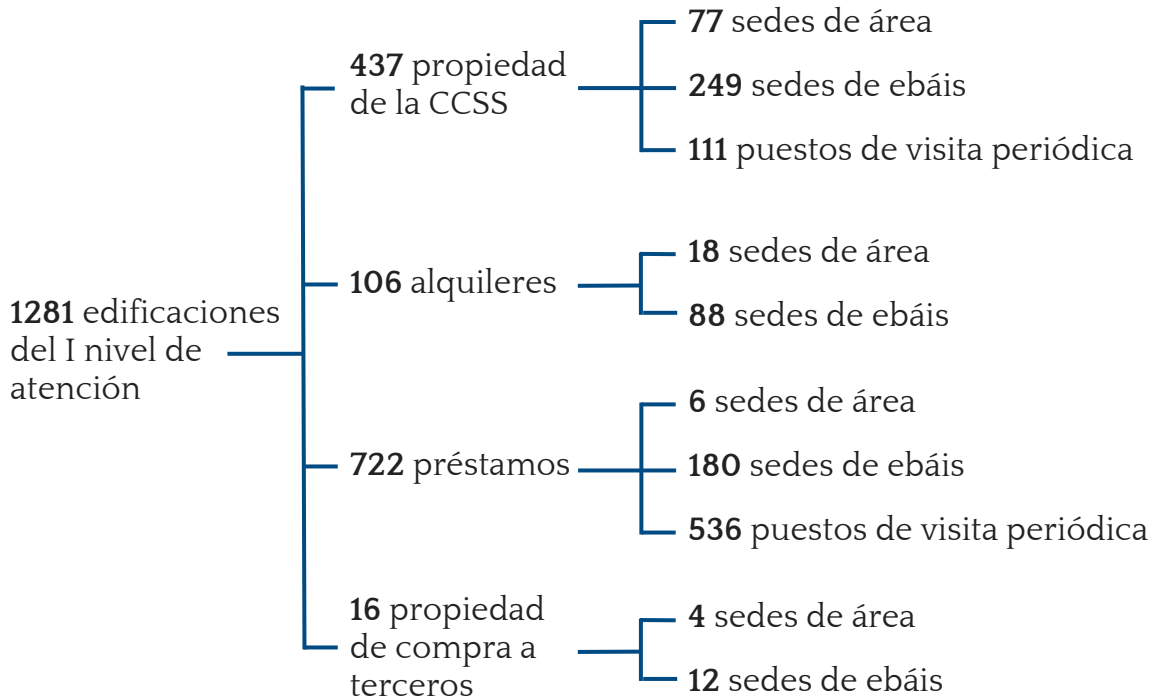 1281 edificaciones
del I nivel de
atención
437 propiedad
de la CCSS
77 sedes de área
249 sedes de ebáis
111 puestos de visita periódica
106 alquileres
18 sedes de área
88 sedes de ebáis
722 préstamos
6 sedes de área
180 sedes de ebáis
536 puestos de visita periódica
16 propiedad
de compra a
terceros
4 sedes de área
12 sedes de ebáis